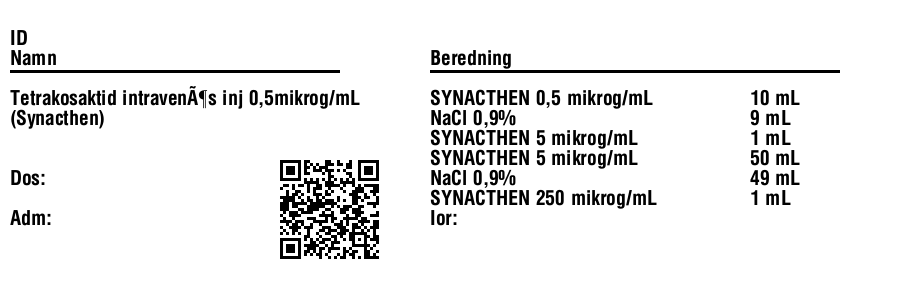 ID
Namn
Tetrakosaktid intravenÃ¶s inj 0,5mikrog/mL
(Synacthen)
Dos:
Adm:
Beredning
SYNACTHEN 0,5 mikrog/mL 10 mL
NaCl 0,9% 9 mL
SYNACTHEN 5 mikrog/mL 1 mL
SYNACTHEN 5 mikrog/mL 50 mL
NaCl 0,9% 49 mL
SYNACTHEN 250 mikrog/mL 1 mL
Ior: